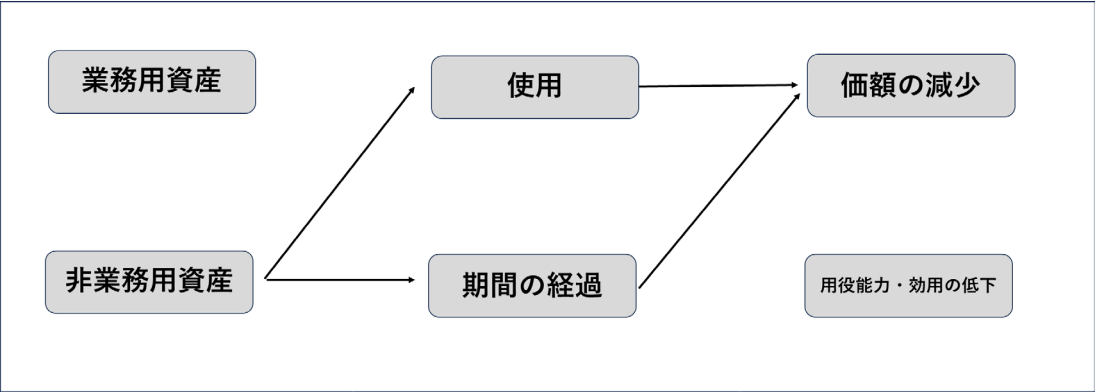 業務用資産
使用
価額の減少
非業務用資産
期間の経過
用役能力・効用の低下